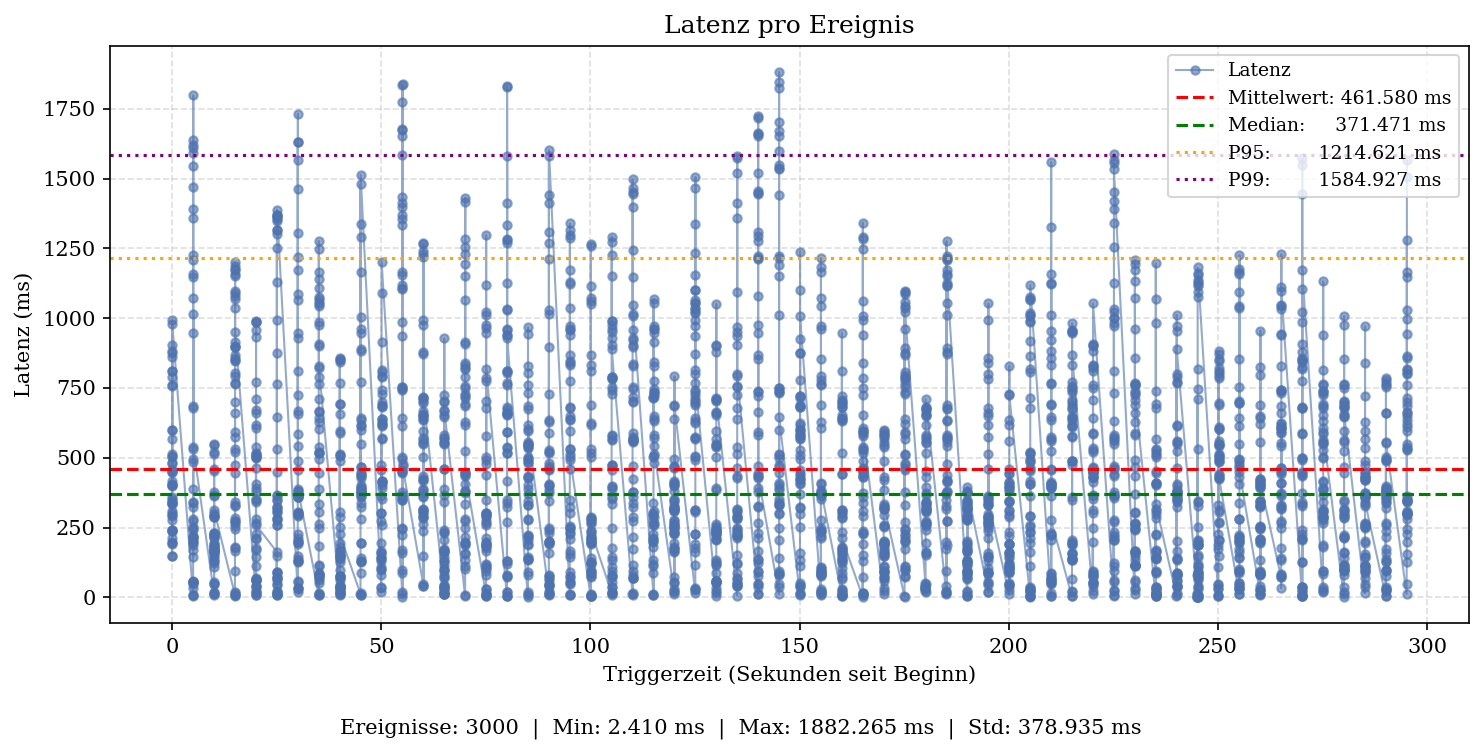 Latenz pro Ereignis
Latenz (ms)
1750
1500
1250
1000
750
500
250
0
Latenz
Mittelwert: 461.580 ms
Median: 371.471 ms
P95: 1214.621 ms
P99: 1584.927 ms
0 50 100 150 200 250 300
Triggerzeit (Sekunden seit Beginn)
Ereignisse: 3000 | Min: 2.410 ms | Max: 1882.265 ms | Std: 378.935 ms